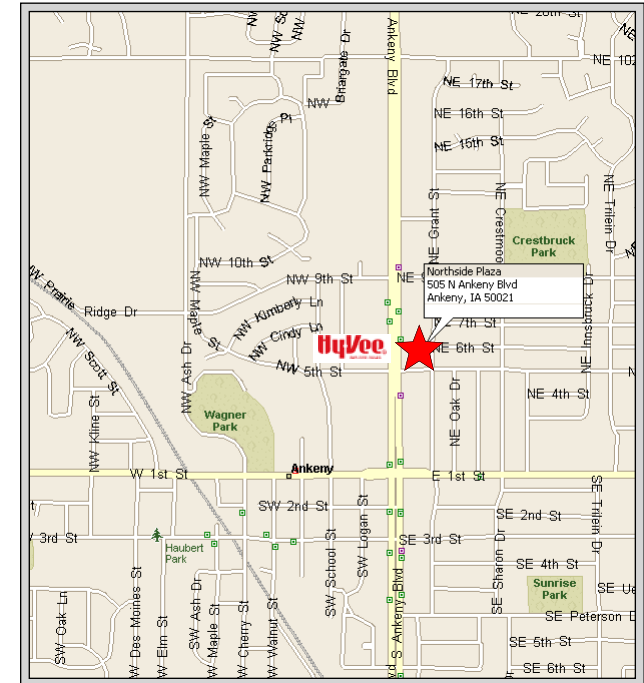 NW
Briargate Dr
Ankeny Blvd
NE 17th St
NE 16th St
NE 15th St
NW Parkridge Pl
NW Maple St
NE Grant St
NE Crestmoo
NE Trilein Dr
Crestbruck
Park
NW 10th St
NW 9th St
Northside Plaza
505 N Ankeny Blvd
Ankeny, IA 50021
NE Innsbruck Dr
NW Prairie
Ridge Dr
NW Maple St
NW Kimberly Ln
NW Cindy Ln
HyVee
7th St
NE 6th St
NW Scott St
NW Ash Dr
NW 5th St
NE 4th St
NE Oak Dr
Wagner
Park
NW Kline St
W 1st St
Ankeny
E 1st St
SW 2nd St
SE 2nd St
SE Trilein Dr
3rd St
Haubert
Park
SW School St
SW Logan St
SE 3rd St
SE Sharon Dr
SE 4th St
Sunrise
Park
SE Peterson
SW Oak Ln
W Des Moines St
W Elm St
SW Ash Dr
W Maple St
W Cherry St
W Walnut St
S Ankeny Blvd
SE 5th St
SE 6th St